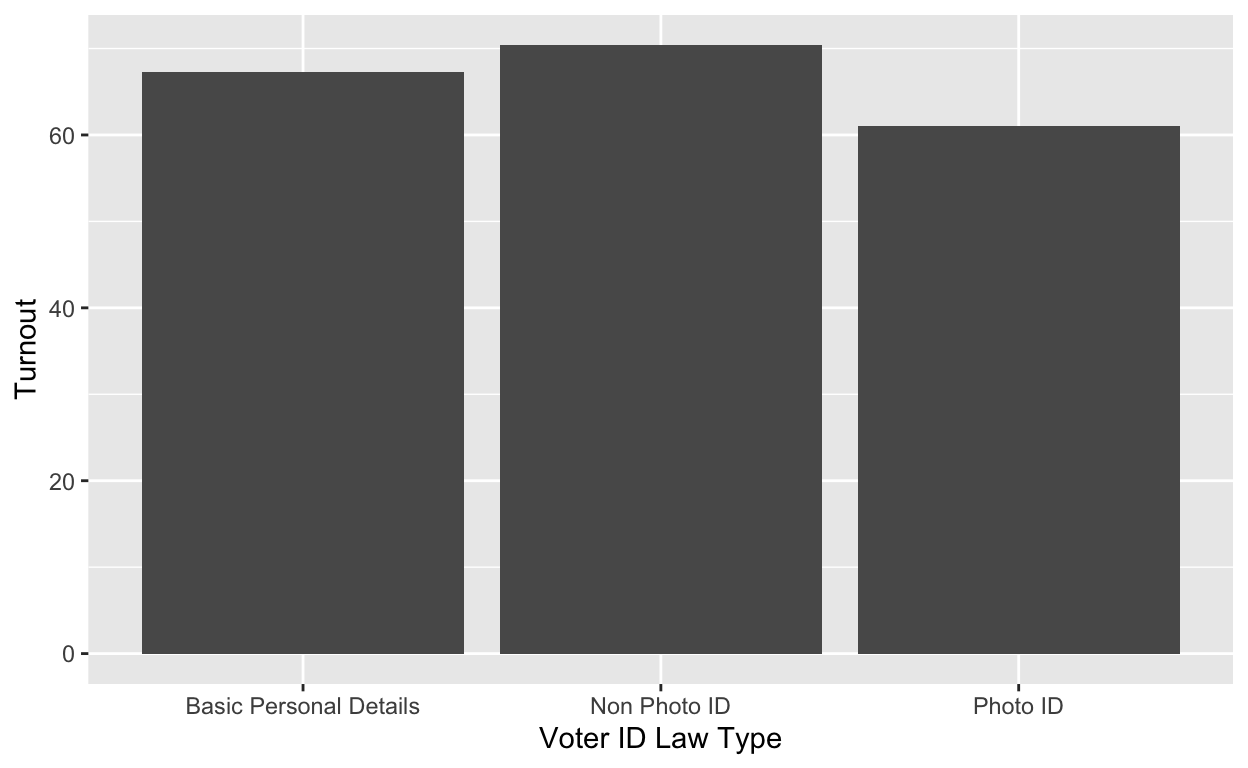 60
40
20
0
Turnout
Basic Personal Details
Non Photo ID
Photo ID
Voter ID Law Type